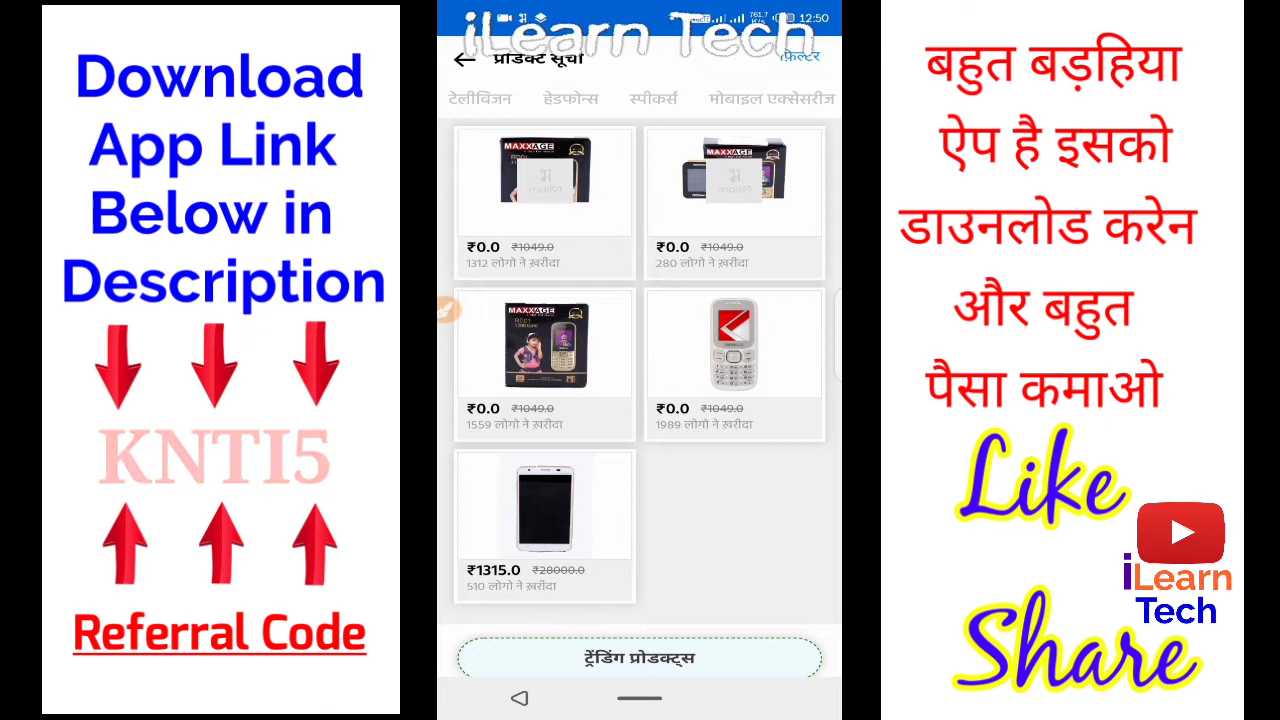 Download
App Link
Below in
Description
KNTI5
Referral Code
iLearn Tech
12:50
प्रोडक्ट सूची
फ़िल्टर
टेलीविजन हेडफोन्स स्पीकर्स मोबाइल एक्सेसरीज
MAXXAGE
MAXXAGE
₹0.0 ₹1049.0
1312 लोगो ने ख़रीदा
₹0.0 ₹1049.0
280 लोगो ने ख़रीदा
MAXXAGE
₹0.0 ₹1049.0
1559 लोगो ने ख़रीदा
₹0.0 ₹1049.0
1989 लोगो ने ख़रीदा
₹1315.0 ₹28000.0
510 लोगो ने ख़रीदा
ट्रेंडिंग प्रोडक्ट्स
बहुत बड़हिया
ऐप है इसको
डाउनलोड करेन
और बहुत
पैसा कमाओ
Like
iLearn
Tech
Share